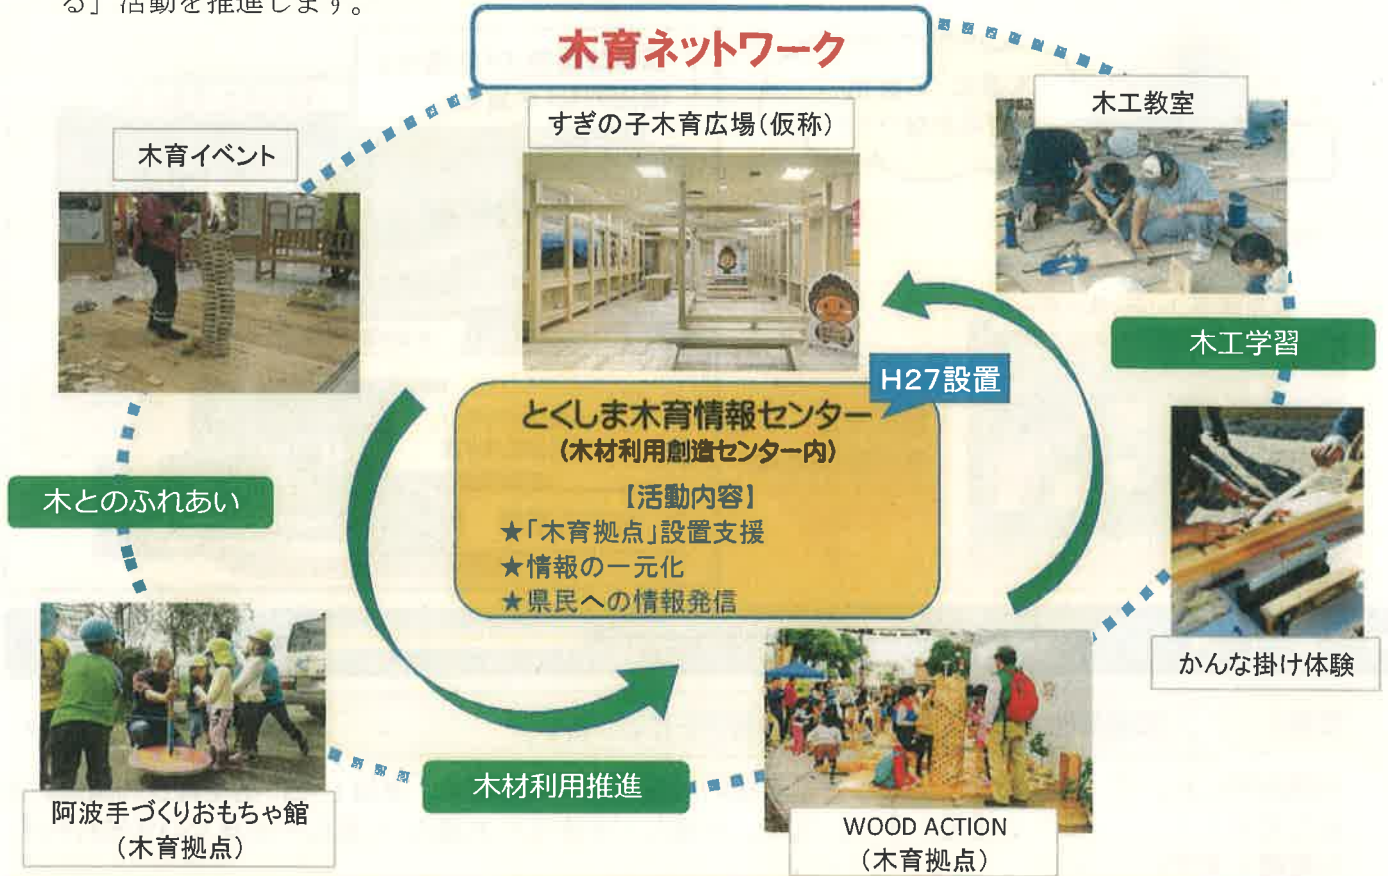 る」活動を推進します。
木育ネットワーク
木育イベント
すぎの子木育広場(仮称)
木工教室
木工学習
H27設置
とくしま木育情報センター
(木材利用創造センター内)
【活動内容】
★「木育拠点」設置支援
★情報の一元化
★県民への情報発信
木とのふれあい
かんな掛け体験
阿波手づくりおもちゃ館
(木育拠点)
木材利用推進
WOOD ACTION
(木育拠点)